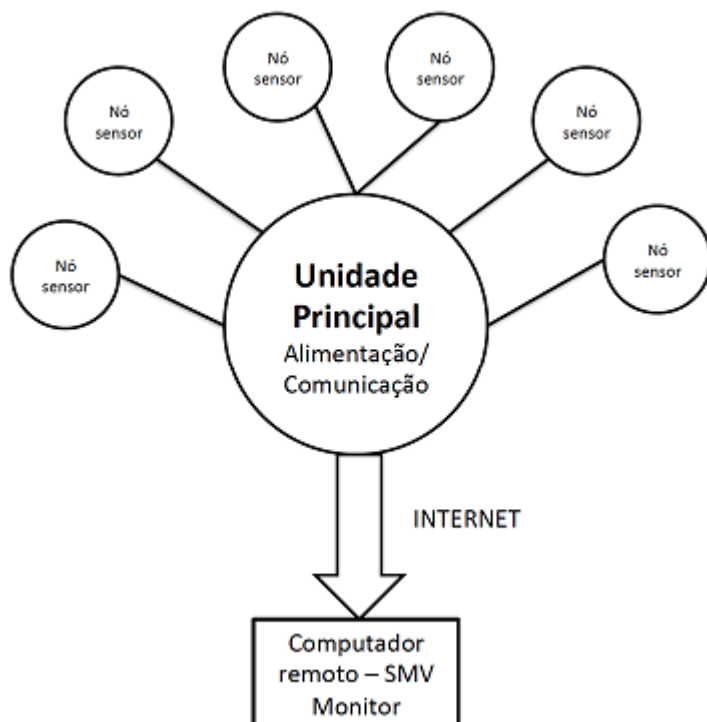 Nó
sensor
Nó
sensor
Nó
sensor
Nó
sensor
Nó
sensor
Nó
sensor
Unidade
Principal
Alimentação/
Comunicação
INTERNET
Computador
remoto – SMV
Monitor